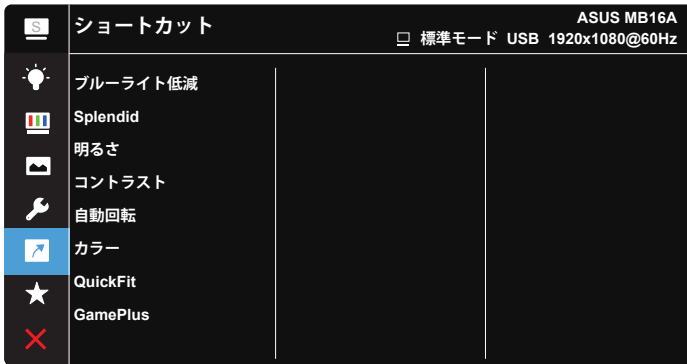 S
ショートカット
ASUS MB16A
標準モード USB 1920x1080@60Hz
ブルーライト低減
Splendid
明るさ
コントラスト
自動回転
カラー
QuickFit
GamePlus